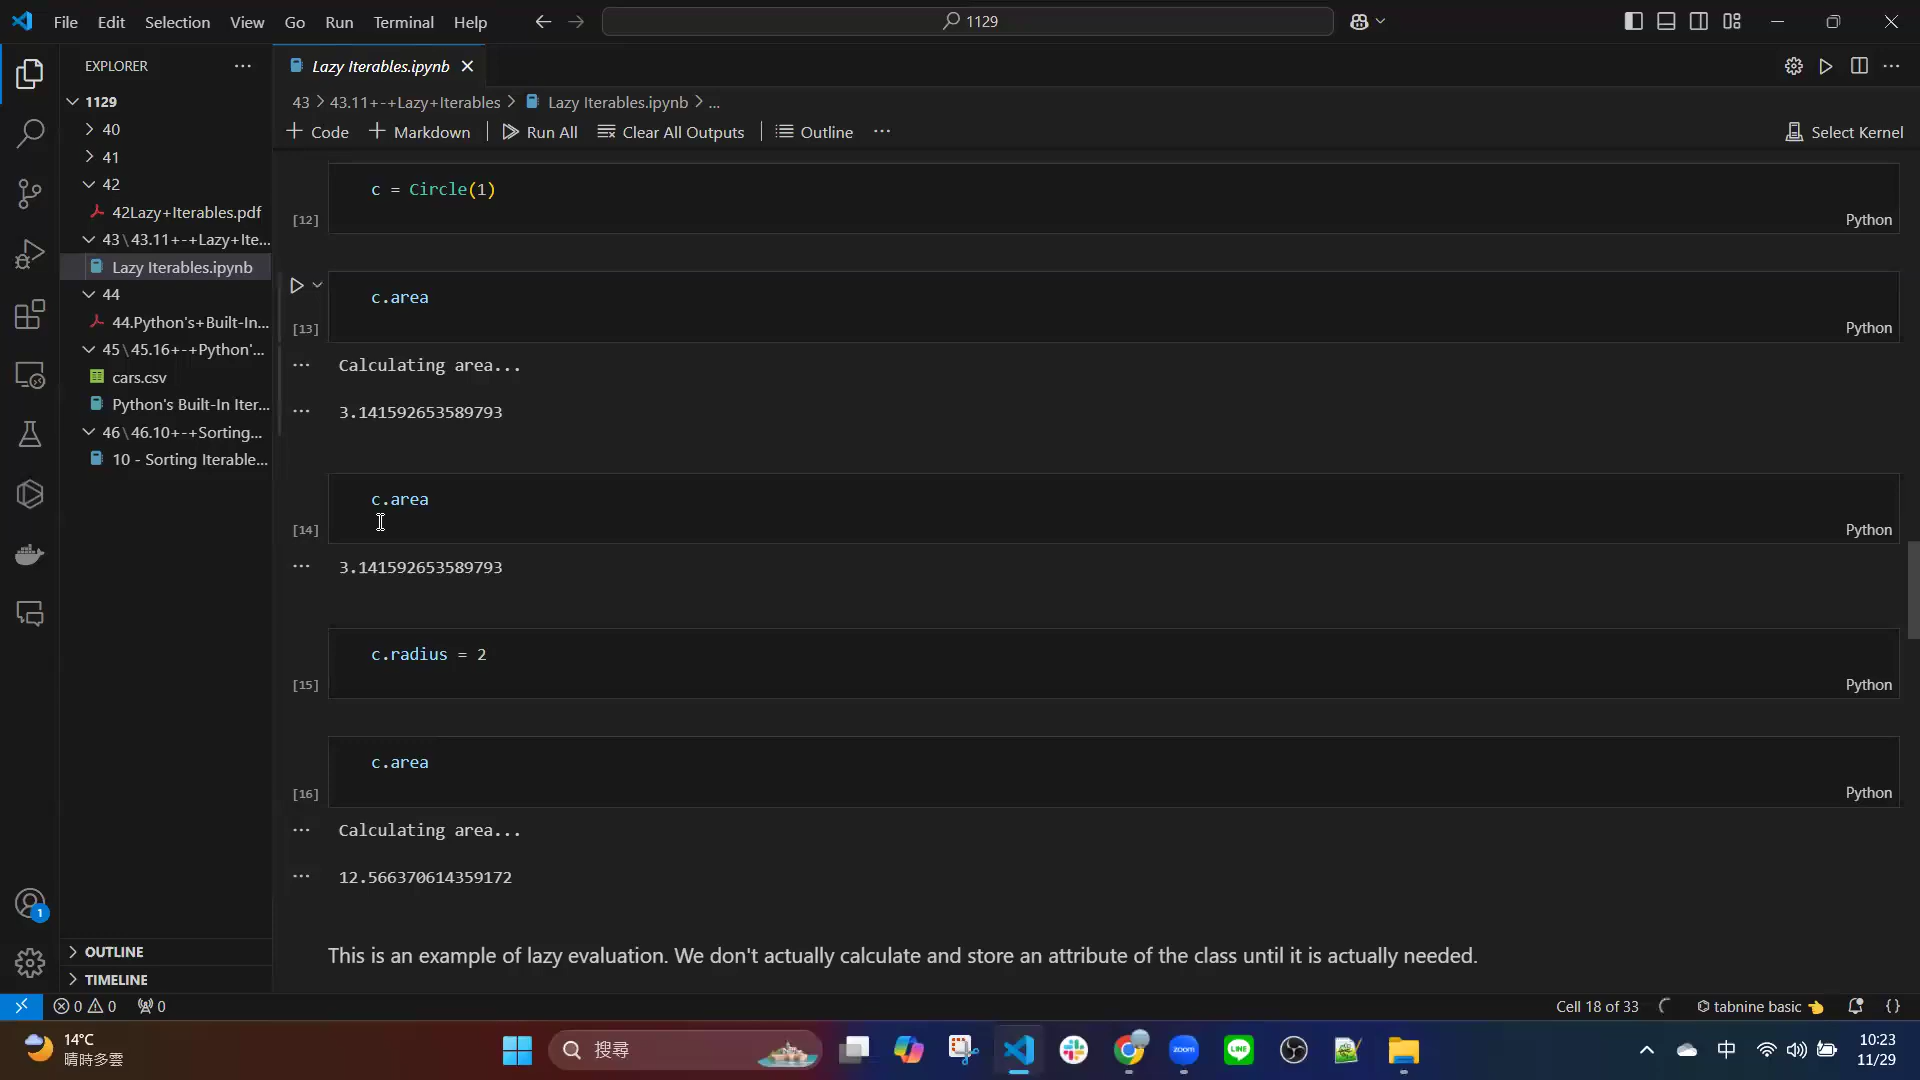 File Edit Selection View Go Run Terminal Help
1129
EXPLORER
Lazy Iterables.ipynb
1129
40
41
42
42Lazy+Iterables.pdf
43\43.11+-+Lazy+Ite...
Lazy Iterables.ipynb
44
44.Python's+Built-In...
45\45.16+-+Python'...
cars.csv
Python's Built-In Iter...
46\46.10+-+Sorting...
10 - Sorting Iterable...
OUTLINE
TIMELINE
43 > 43.11+-+Lazy+Iterables > Lazy Iterables.ipynb > ...
+ Code + Markdown Run All Clear All Outputs Outline ...
Select Kernel
c = Circle(1)
[12]
Python
c.area
[13]
Python
Calculating area...
3.141592653589793
c.area
[14]
Python
3.141592653589793
c.radius = 2
[15]
Python
c.area
[16]
Python
Calculating area...
12.566370614359172
This is an example of lazy evaluation. We don't actually calculate and store an attribute of the class until it is actually needed.
1
0 0 0
Cell 18 of 33
tabnine basic
{}
14°C
晴時多雲
搜尋
zoom
LINE
中
10:23
11/29